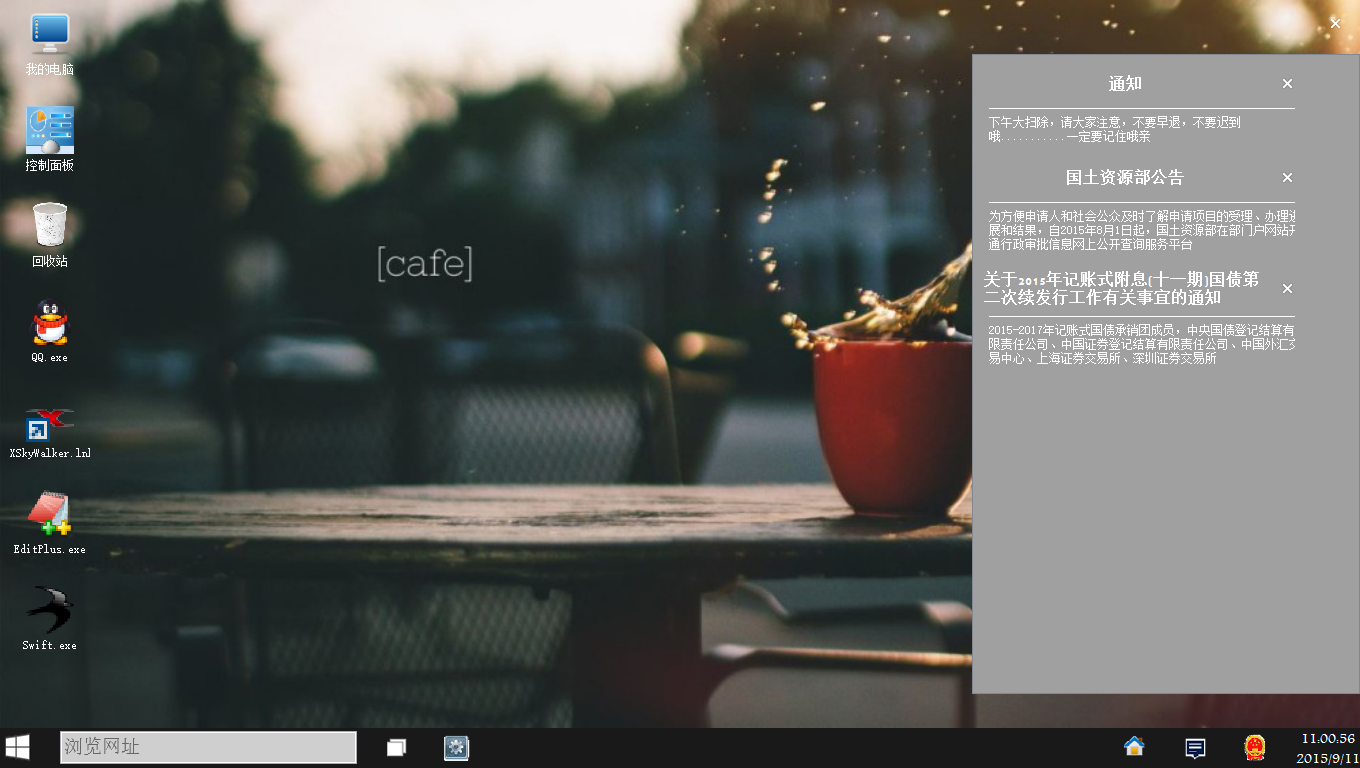 我的电脑
控制面板
回收站
QQ.exe
XSkyWalker.lnl
EditPlus.exe
Swift.exe
[cafe]
通知
下午大扫除，请大家注意，不要早退，不要迟到
哦...........一定要记住哦亲
国土资源部公告
为方便申请人和社会公众及时了解申请项目的受理、办理进
展和结果，自2015年8月1日起，国土资源部在部门户网站开
通行政审批信息网上公开查询服务平台
关于2015年记账式附息(十一期)国债第
二次续发行工作有关事宜的通知
2015-2017年记账式国债承销团成员，中央国债登记结算有
限责任公司、中国证券登记结算有限责任公司、中国外汇交
易中心、上海证券交易所、深圳证券交易所
浏览网址
11.00.56
2015/9/11